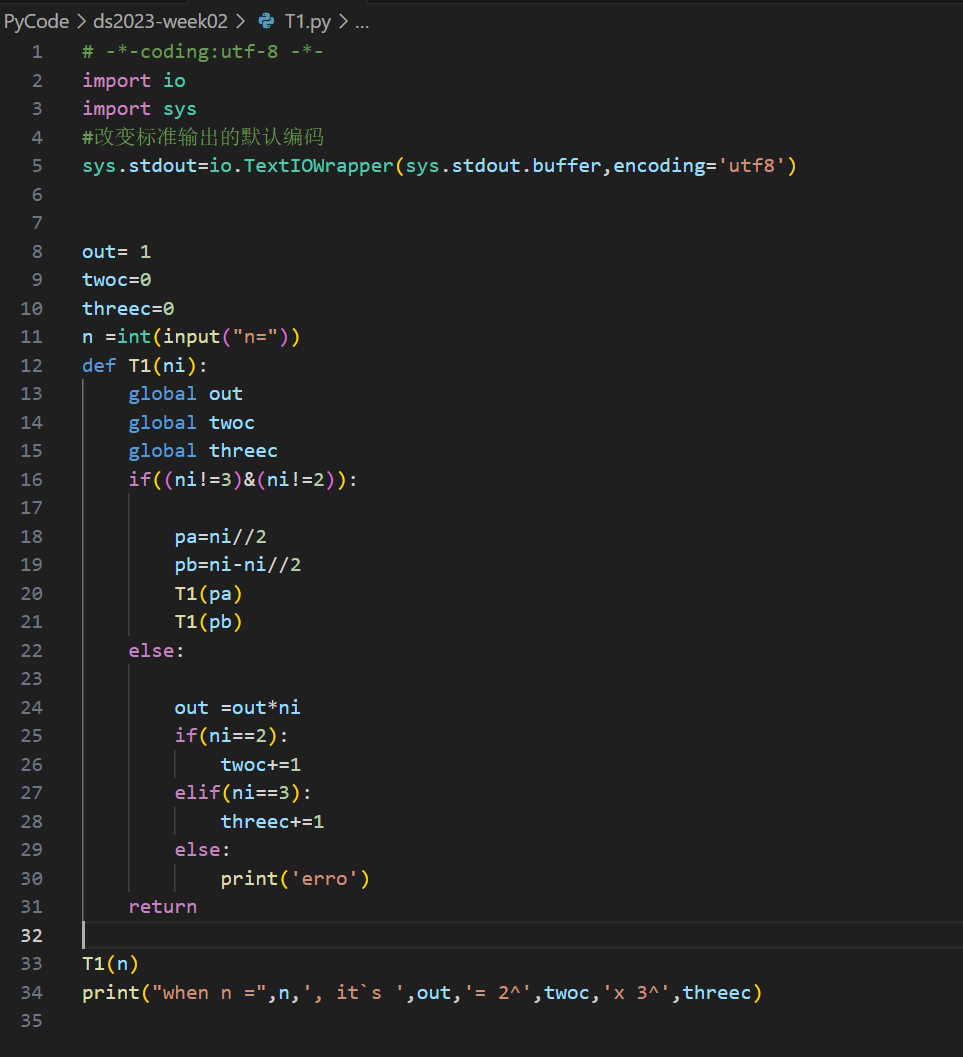 PyCode > ds2023-week02 > T1.py > ...
1 # -*-coding:utf-8 -*-
2 import io
3 import sys
4 #改变标准输出的默认编码
5 sys.stdout=io.TextIOWrapper(sys.stdout.buffer,encoding='utf8')
6
7
8 out= 1
9 twoc=0
10 threec=0
11 n =int(input("n="))
12 def T1(ni):
13     global out
14     global twoc
15     global threec
16     if((ni!=3)&(ni!=2)):
17
18         pa=ni//2
19         pb=ni-ni//2
20         T1(pa)
21         T1(pb)
22     else:
23
24         out =out*ni
25         if(ni==2):
26             twoc+=1
27         elif(ni==3):
28             threec+=1
29         else:
30             print('erro')
31     return
32
33 T1(n)
34 print("when n =",n,', it`s ',out,'= 2^',twoc,'x 3^',threec)
35